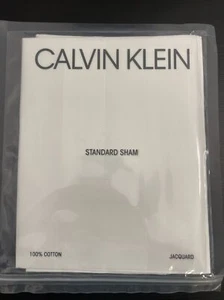 CALVIN KLEIN
STANDARD SHAM
100% COTTON JACQUARD